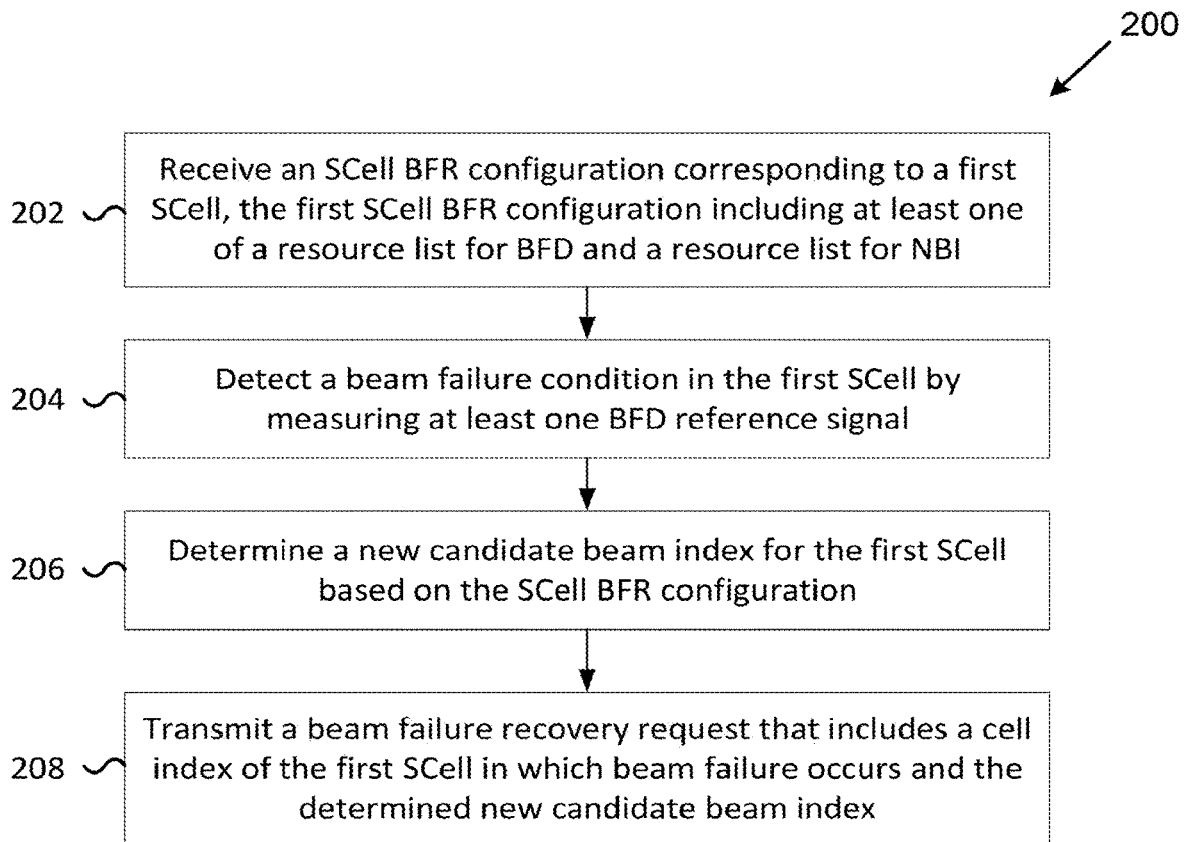 200
Receive an SCell BFR configuration corresponding to a first
SCell, the first SCell BFR configuration including at least one
of a resource list for BFD and a resource list for NBI
202
Detect a beam failure condition in the first SCell by
measuring at least one BFD reference signal
204
Determine a new candidate beam index for the first SCell
based on the SCell BFR configuration
206
Transmit a beam failure recovery request that includes a cell
index of the first SCell in which beam failure occurs and the
determined new candidate beam index
208